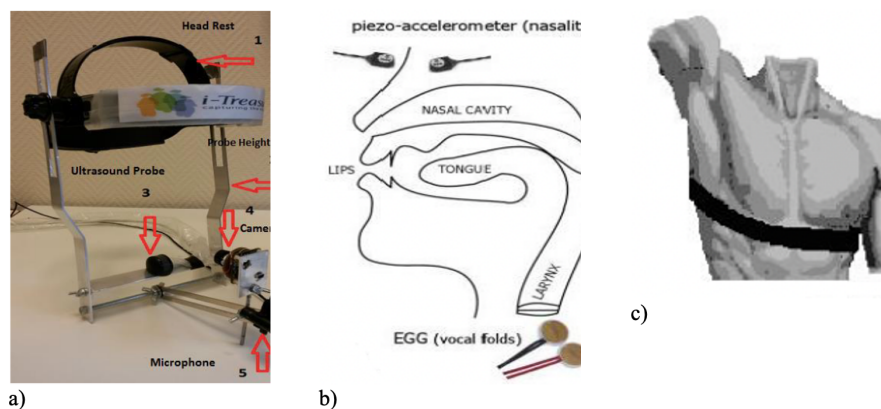 Head Rest
1
i-Treas
capturing
Probe Height
Ultrasound Probe
3
4
Camer
Microphone
5
a)
piezo-accelerometer (nasalit
NASAL CAVITY
LIPS
TONGUE
LARYNX
EGG (vocal folds)
b)
c)